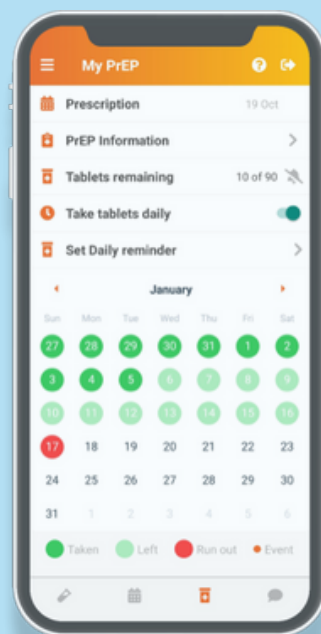 My PrEP ?
Prescription 19 Oct
PrEP Information
Tablets remaining 10 of 90
Take tablets daily
Set Daily reminder
January
Sun Mon Tue Wed Thu Fri Sat
27 28 29 30 31 1 2
3 4 5 6 7 8 9
10 11 12 13 14 15 16
17 18 19 20 21 22 23
24 25 26 27 28 29 30
31 1 2 3 4 5 6
Taken Left Run out Event